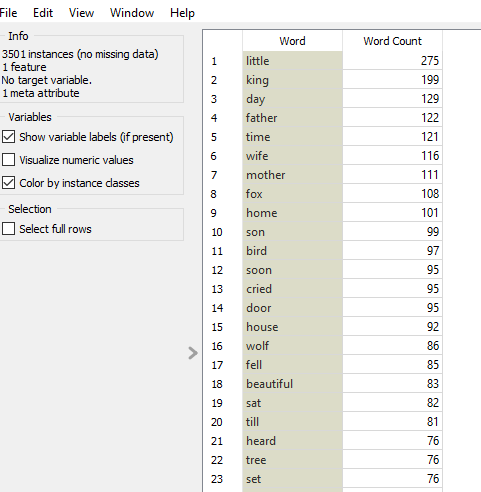 File Edit View Window Help
Info
3501 instances (no missing data)
1 feature
No target variable.
1 meta attribute
Variables
Show variable labels (if present)
Visualize numeric values
Color by instance classes
Selection
Select full rows
Word Word Count
1 little 275
2 king 199
3 day 129
4 father 122
5 time 121
6 wife 116
7 mother 111
8 fox 108
9 home 101
10 son 99
11 bird 97
12 soon 95
13 cried 95
14 door 95
15 house 92
16 wolf 86
17 fell 85
18 beautiful 83
19 sat 82
20 till 81
21 heard 76
22 tree 76
23 set 76